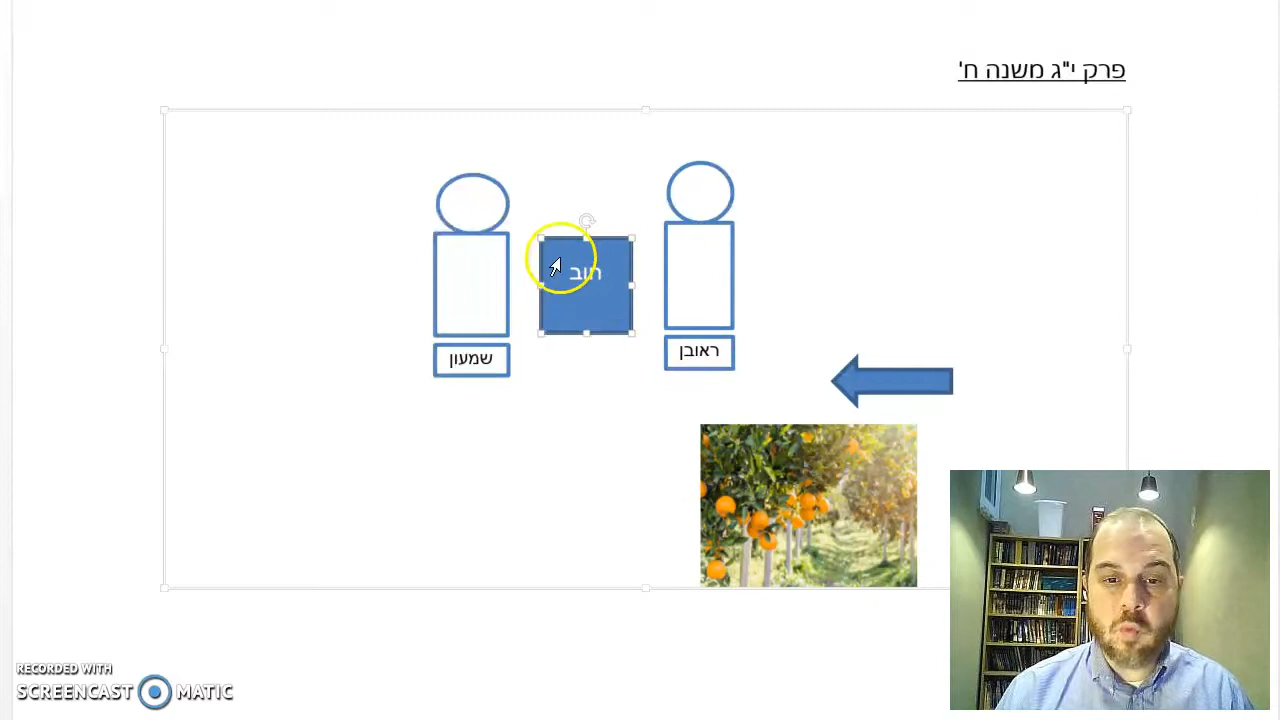 פרק י"ג משנה ח'
חוב
ראובן
שמעון
RECORDED WITH
SCREENCAST MATIC